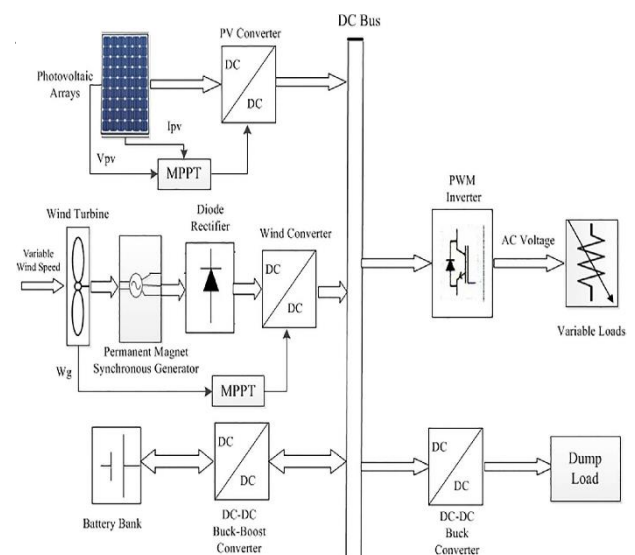 DC Bus
PV Converter
Photovoltaic
Arrays
DC
DC
Ipv
Vpv
MPPT
Wind Turbine
Diode
Rectifier
Wind Converter
Variable
Wind Speed
DC
DC
Permanent Magnet
Synchronous Generator
Wg
MPPT
PWM
Inverter
AC Voltage
Variable Loads
DC
DC
Battery Bank
DC-DC
Buck-Boost
Converter
DC
DC
DC-DC
Buck
Converter
Dump
Load